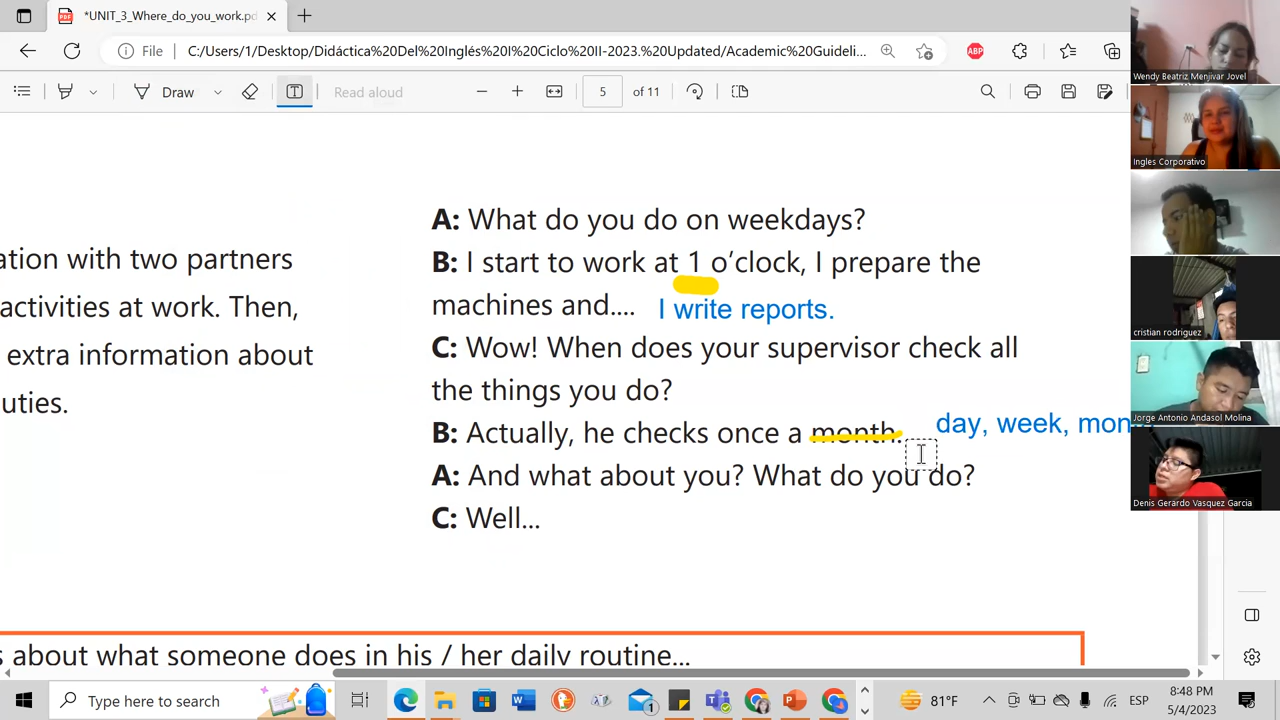 *UNIT_3_Where_do_you_work.pd
File
C:/Users/1/Desktop/Didáctica%20Del%20Inglés%20I%20Ciclo%20II-2023.%20Updated/Academic%20Guideli...
ABP
Draw
Read aloud
5
of 11
ation with two partners
activities at work. Then,
extra information about
uties.
A: What do you do on weekdays?
B: I start to work at 1 o'clock, I prepare the
machines and.... I write reports.
C: Wow! When does your supervisor check all
the things you do?
B: Actually, he checks once a month. day, week, mon
A: And what about you? What do you do?
C: Well...
s about what someone does in his / her daily routine...
Wendy Beatriz Menjivar Jovel
Ingles Corporativo
cristian rodriguez
Jorge Antonio Andasol Molina
Denis Gerardo Vasquez Garcia
Type here to search
1
81°F
ESP
8:48 PM
5/4/2023